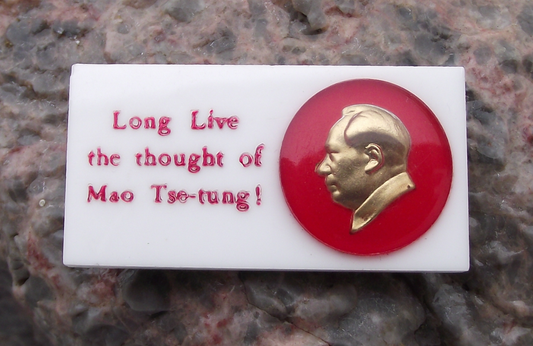 Long Live
the thought of
Mao Tse-tung!